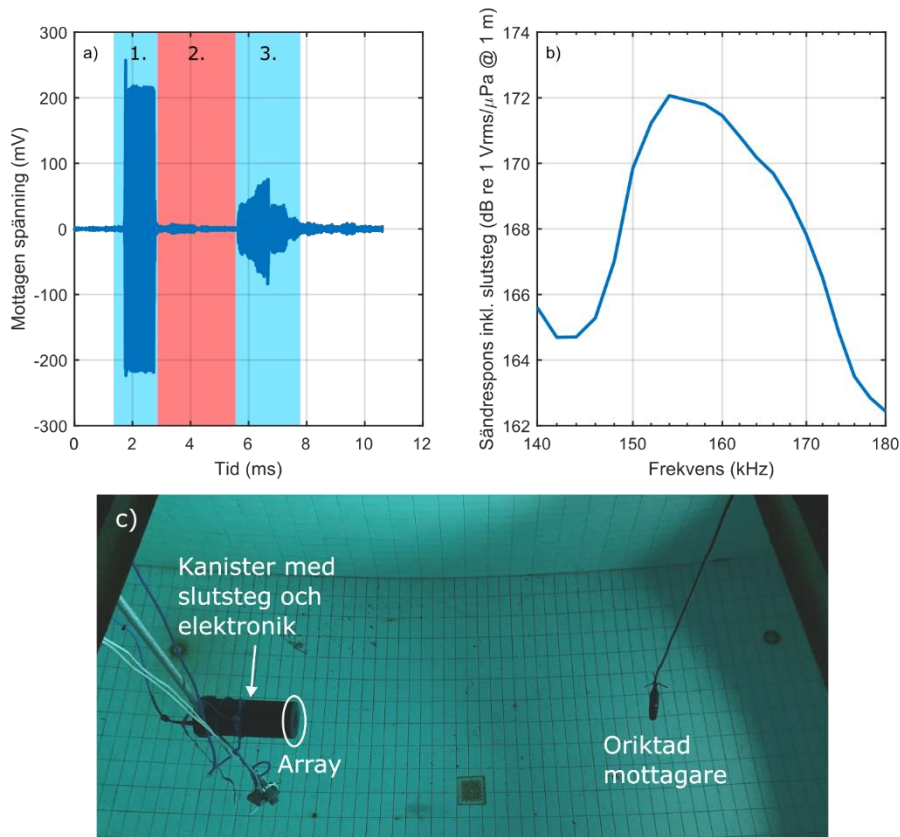 a)
1.
2.
3.
300
200
100
0
-100
-200
-300
Mottagen spänning (mV)
0
2
4
6
8
10
12
Tid (ms)
b)
174
172
170
168
166
164
162
Sändrespons inkl. slutsteg (dB re 1 Vrms/μPa @ 1 m)
140
150
160
170
180
Frekvens (kHz)
c)
Kanister med
slutsteg och
elektronik
Array
Oriktad
mottagare